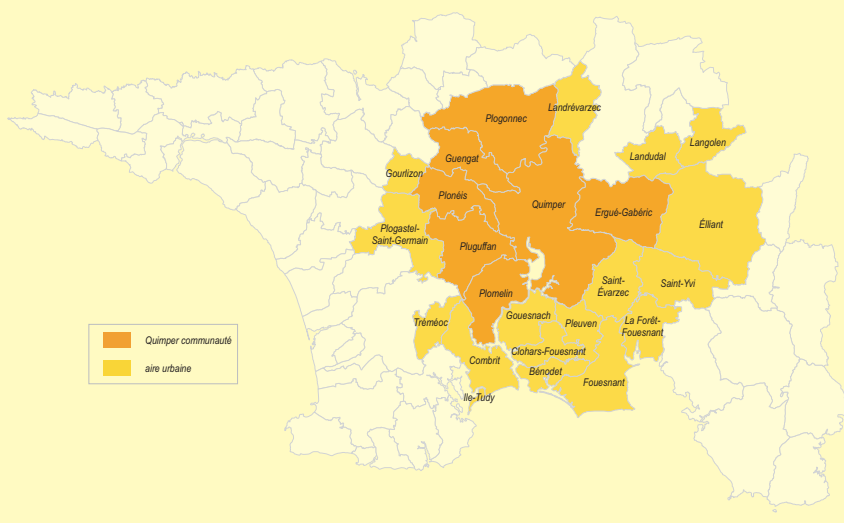 Plogonnec
Landrévarzec
Guengat
Landudal
Langolen
Gourlizon
Plonéis
Quimper
Ergué-Gabéric
Élliant
Plogastel-
Saint-Germain
Pluguffan
Plomelin
Saint-
Évarzec
Saint-Yvi
Gouesnach
Tréméoc
Pleuven
La Forêt-
Fouesnant
Clohars-Fouesnant
Combrit
Bénodet
Fouesnant
Ile-Tudy
Quimper communauté
aire urbaine